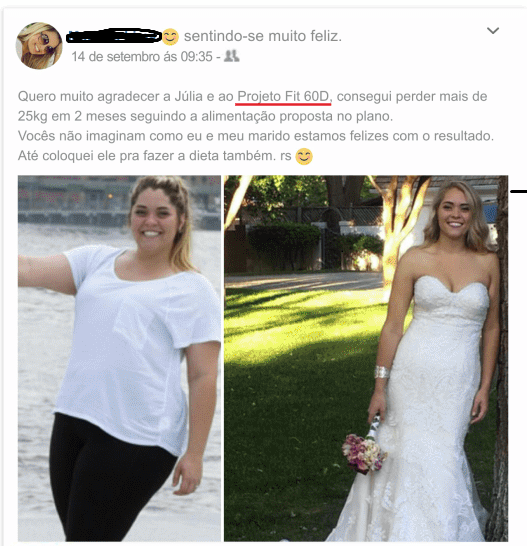 sentindo-se muito feliz.
14 de setembro ás 09:35 -
Quero muito agradecer a Júlia e ao Projeto Fit 60D, consegui perder mais de
25kg em 2 meses seguindo a alimentação proposta no plano.
Vocês não imaginam como eu e meu marido estamos felizes com o resultado.
Até coloquei ele pra fazer a dieta também. rs